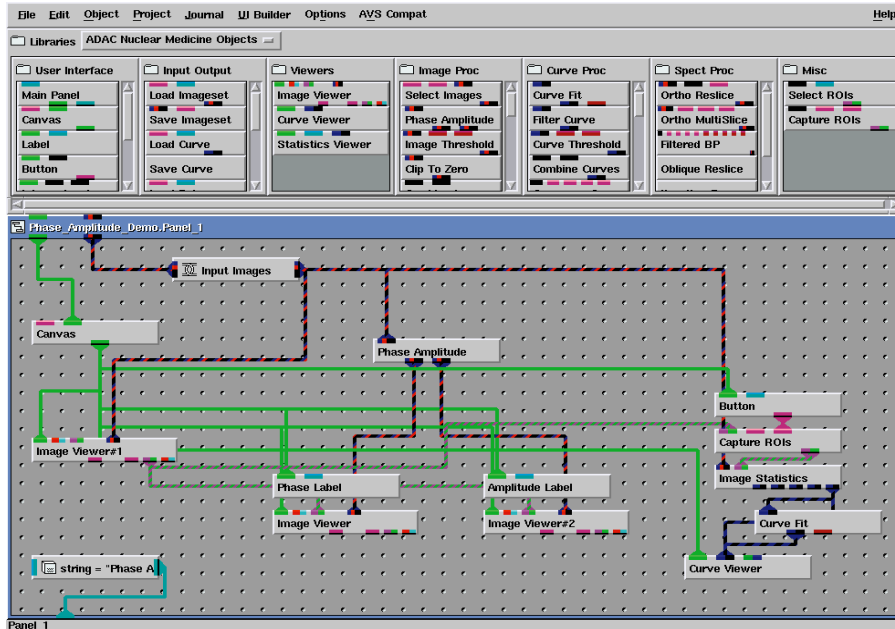 File Edit Object Project Journal UI Builder Options AVS Compat Help
Libraries ADAC Nuclear Medicine Objects
User Interface
Main Panel
Canvas
Label
Button
Input Output
Load Imageset
Save Imageset
Load Curve
Save Curve
Viewers
Image Viewer
Curve Viewer
Statistics Viewer
Image Proc
Select Images
Phase Amplitude
Image Threshold
Clip To Zero
Curve Proc
Curve Fit
Filter Curve
Curve Threshold
Combine Curves
Spect Proc
Ortho Reslice
Ortho MultiSlice
Filtered BP
Oblique Reslice
Misc
Select ROIs
Capture ROIs
Phase_Amplitude_Demo.Panel_1
Input Images
Canvas
Phase Amplitude
Button
Image Viewer#1
Capture ROIs
Phase Label
Amplitude Label
Image Statistics
Image Viewer
Image Viewer#2
Curve Fit
string = "Phase A
Curve Viewer
Panel_1